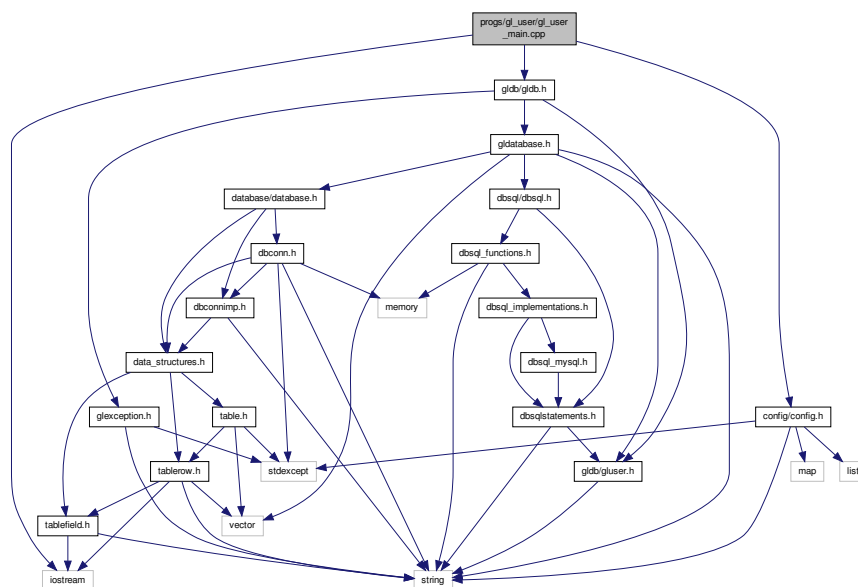 progs/gl_user/gl_user
_main.cpp
gldb/gldb.h
gldatabase.h
database/database.h
dbsql/dbsql.h
dbconn.h
dbsql_functions.h
dbconnimp.h
memory
dbsql_implementations.h
data_structures.h
dbsql_mysql.h
glexception.h
table.h
dbsqlstatements.h
config/config.h
tablerow.h
stdexcept
gldb/gluser.h
map
list
tablefield.h
vector
iostream
string